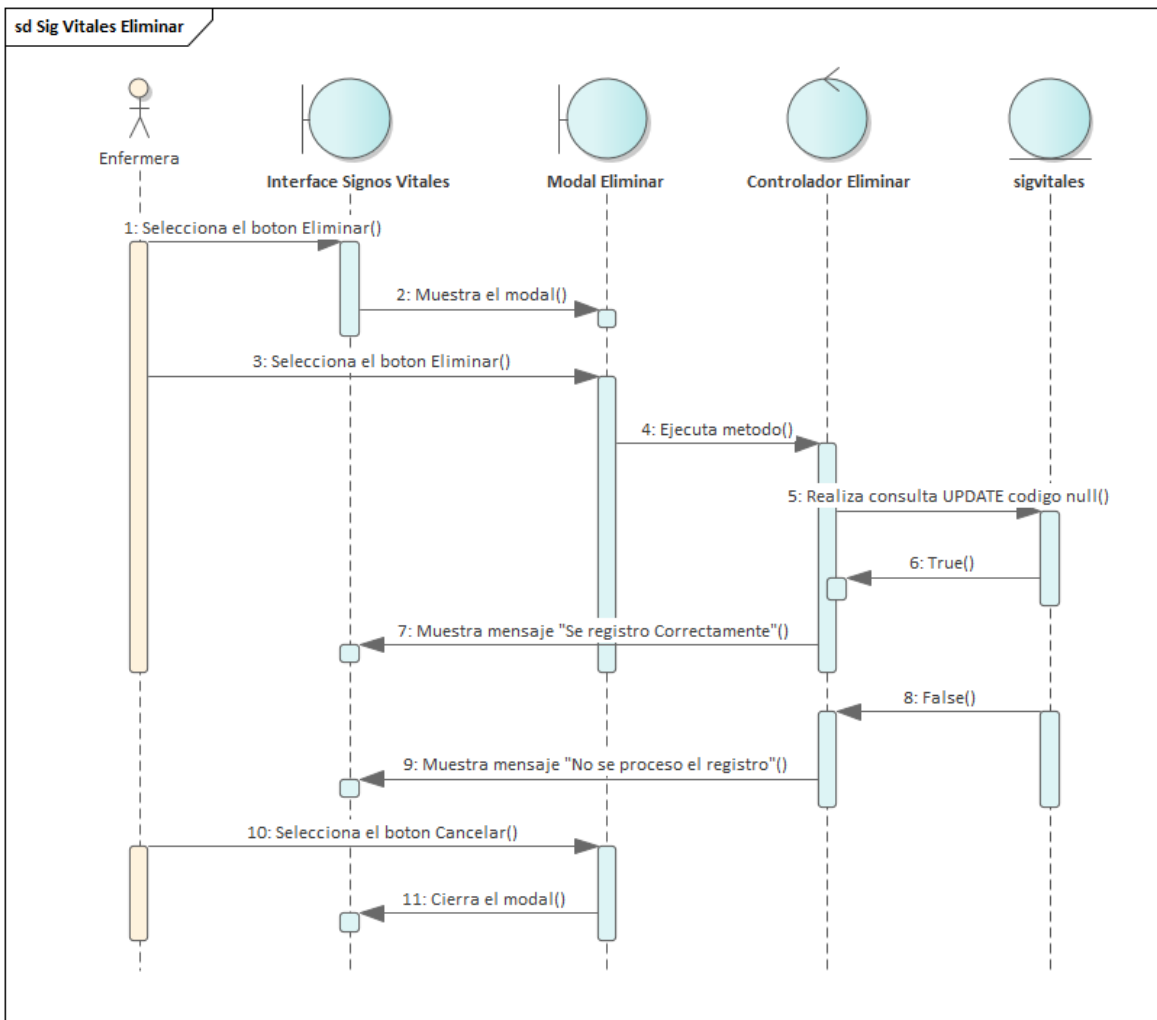 sd Sig Vitales Eliminar
Enfermera
Interface Signos Vitales
Modal Eliminar
Controlador Eliminar
sigvitales
1: Selecciona el boton Eliminar()
2: Muestra el modal()
3: Selecciona el boton Eliminar()
4: Ejecuta metodo()
5: Realiza consulta UPDATE codigo null()
6: True()
7: Muestra mensaje "Se registro Correctamente"()
8: False()
9: Muestra mensaje "No se proceso el registro"()
10: Selecciona el boton Cancelar()
11: Cierra el modal()